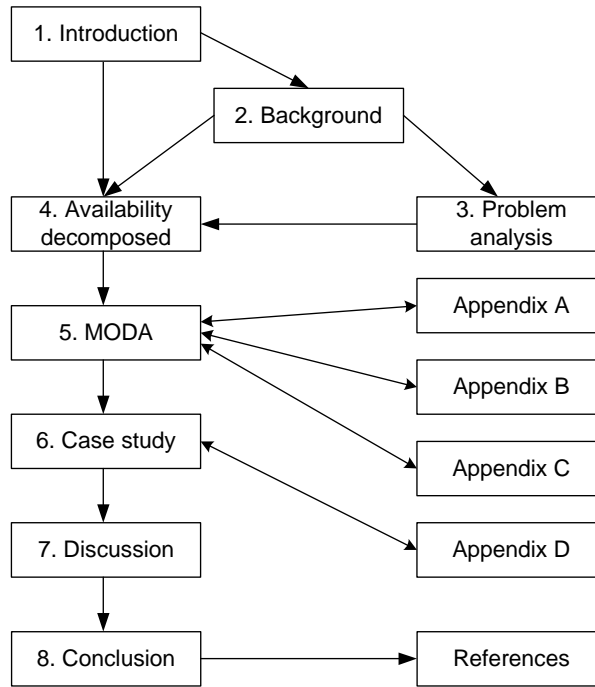 1. Introduction
2. Background
4. Availability
decomposed
3. Problem
analysis
5. MODA
Appendix A
Appendix B
6. Case study
Appendix C
7. Discussion
Appendix D
8. Conclusion
References